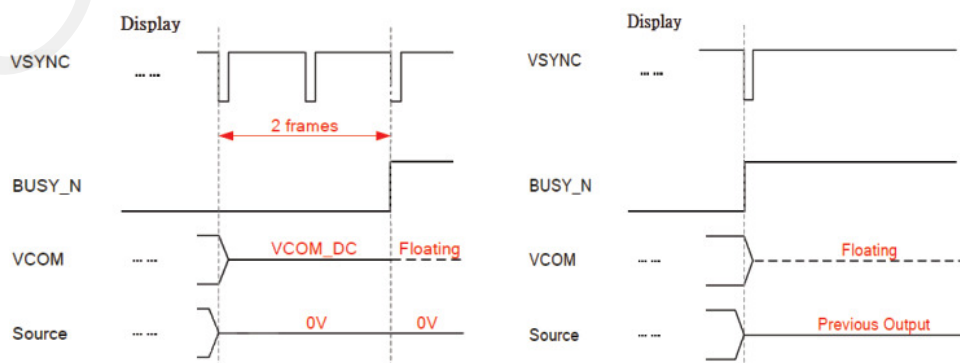 Display
VSYNC
... ...
2 frames
BUSY_N
VCOM
... ...
VCOM_DC
Floating
Source
... ...
0V
0V
Display
VSYNC
... ...
BUSY_N
VCOM
... ...
Floating
Source
... ...
Previous Output